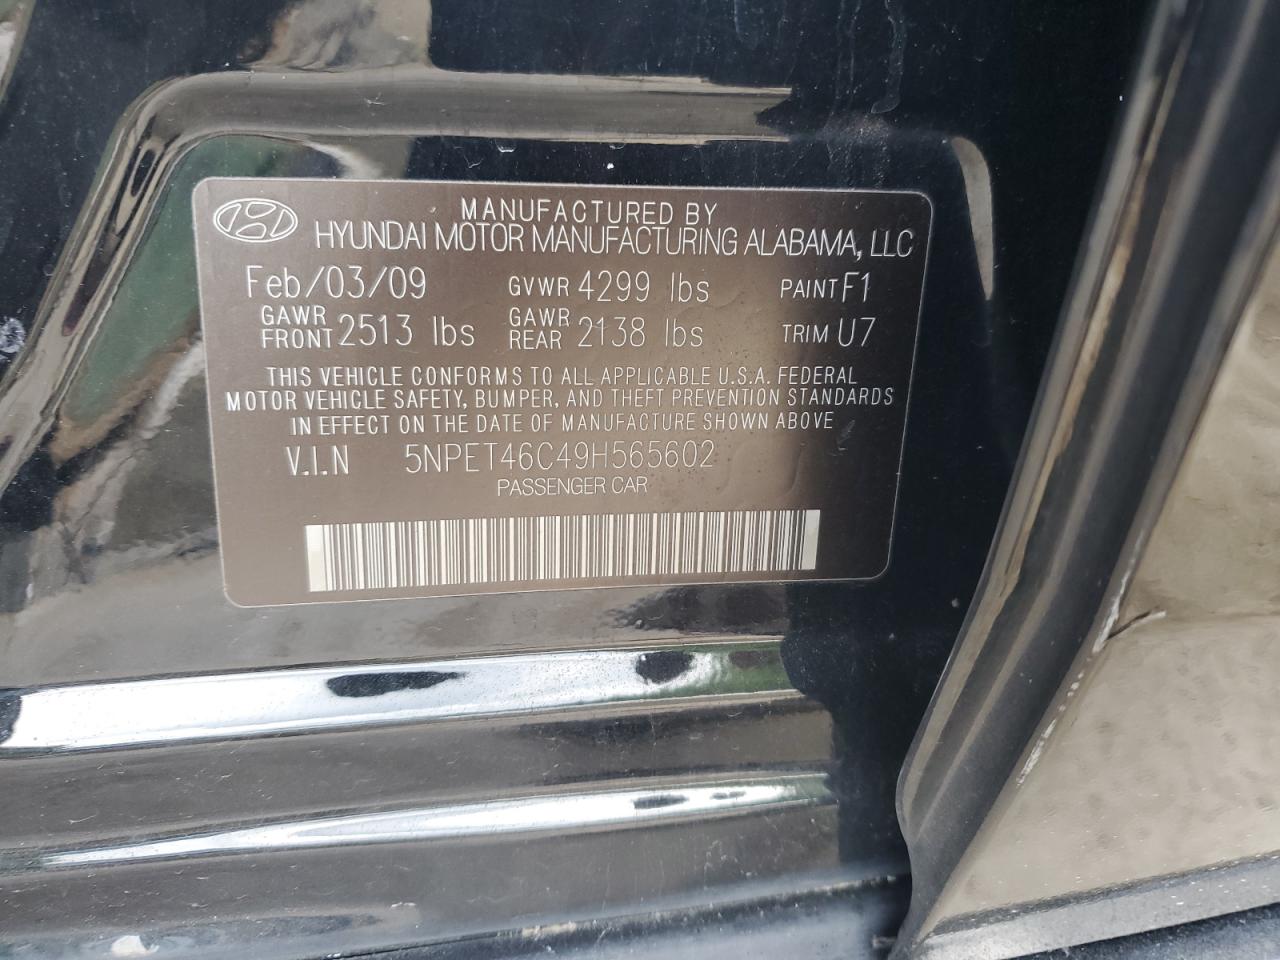 MANUFACTURED BY
HYUNDAI MOTOR MANUFACTURING ALABAMA, LLC
Feb/03/09 GVWR 4299 lbs PAINT F1
GAWR FRONT 2513 lbs GAWR REAR 2138 lbs TRIM U7
THIS VEHICLE CONFORMS TO ALL APPLICABLE U.S.A. FEDERAL
MOTOR VEHICLE SAFETY, BUMPER, AND THEFT PREVENTION STANDARDS
IN EFFECT ON THE DATE OF MANUFACTURE SHOWN ABOVE
V.I.N 5NPET46C49H565602
PASSENGER CAR